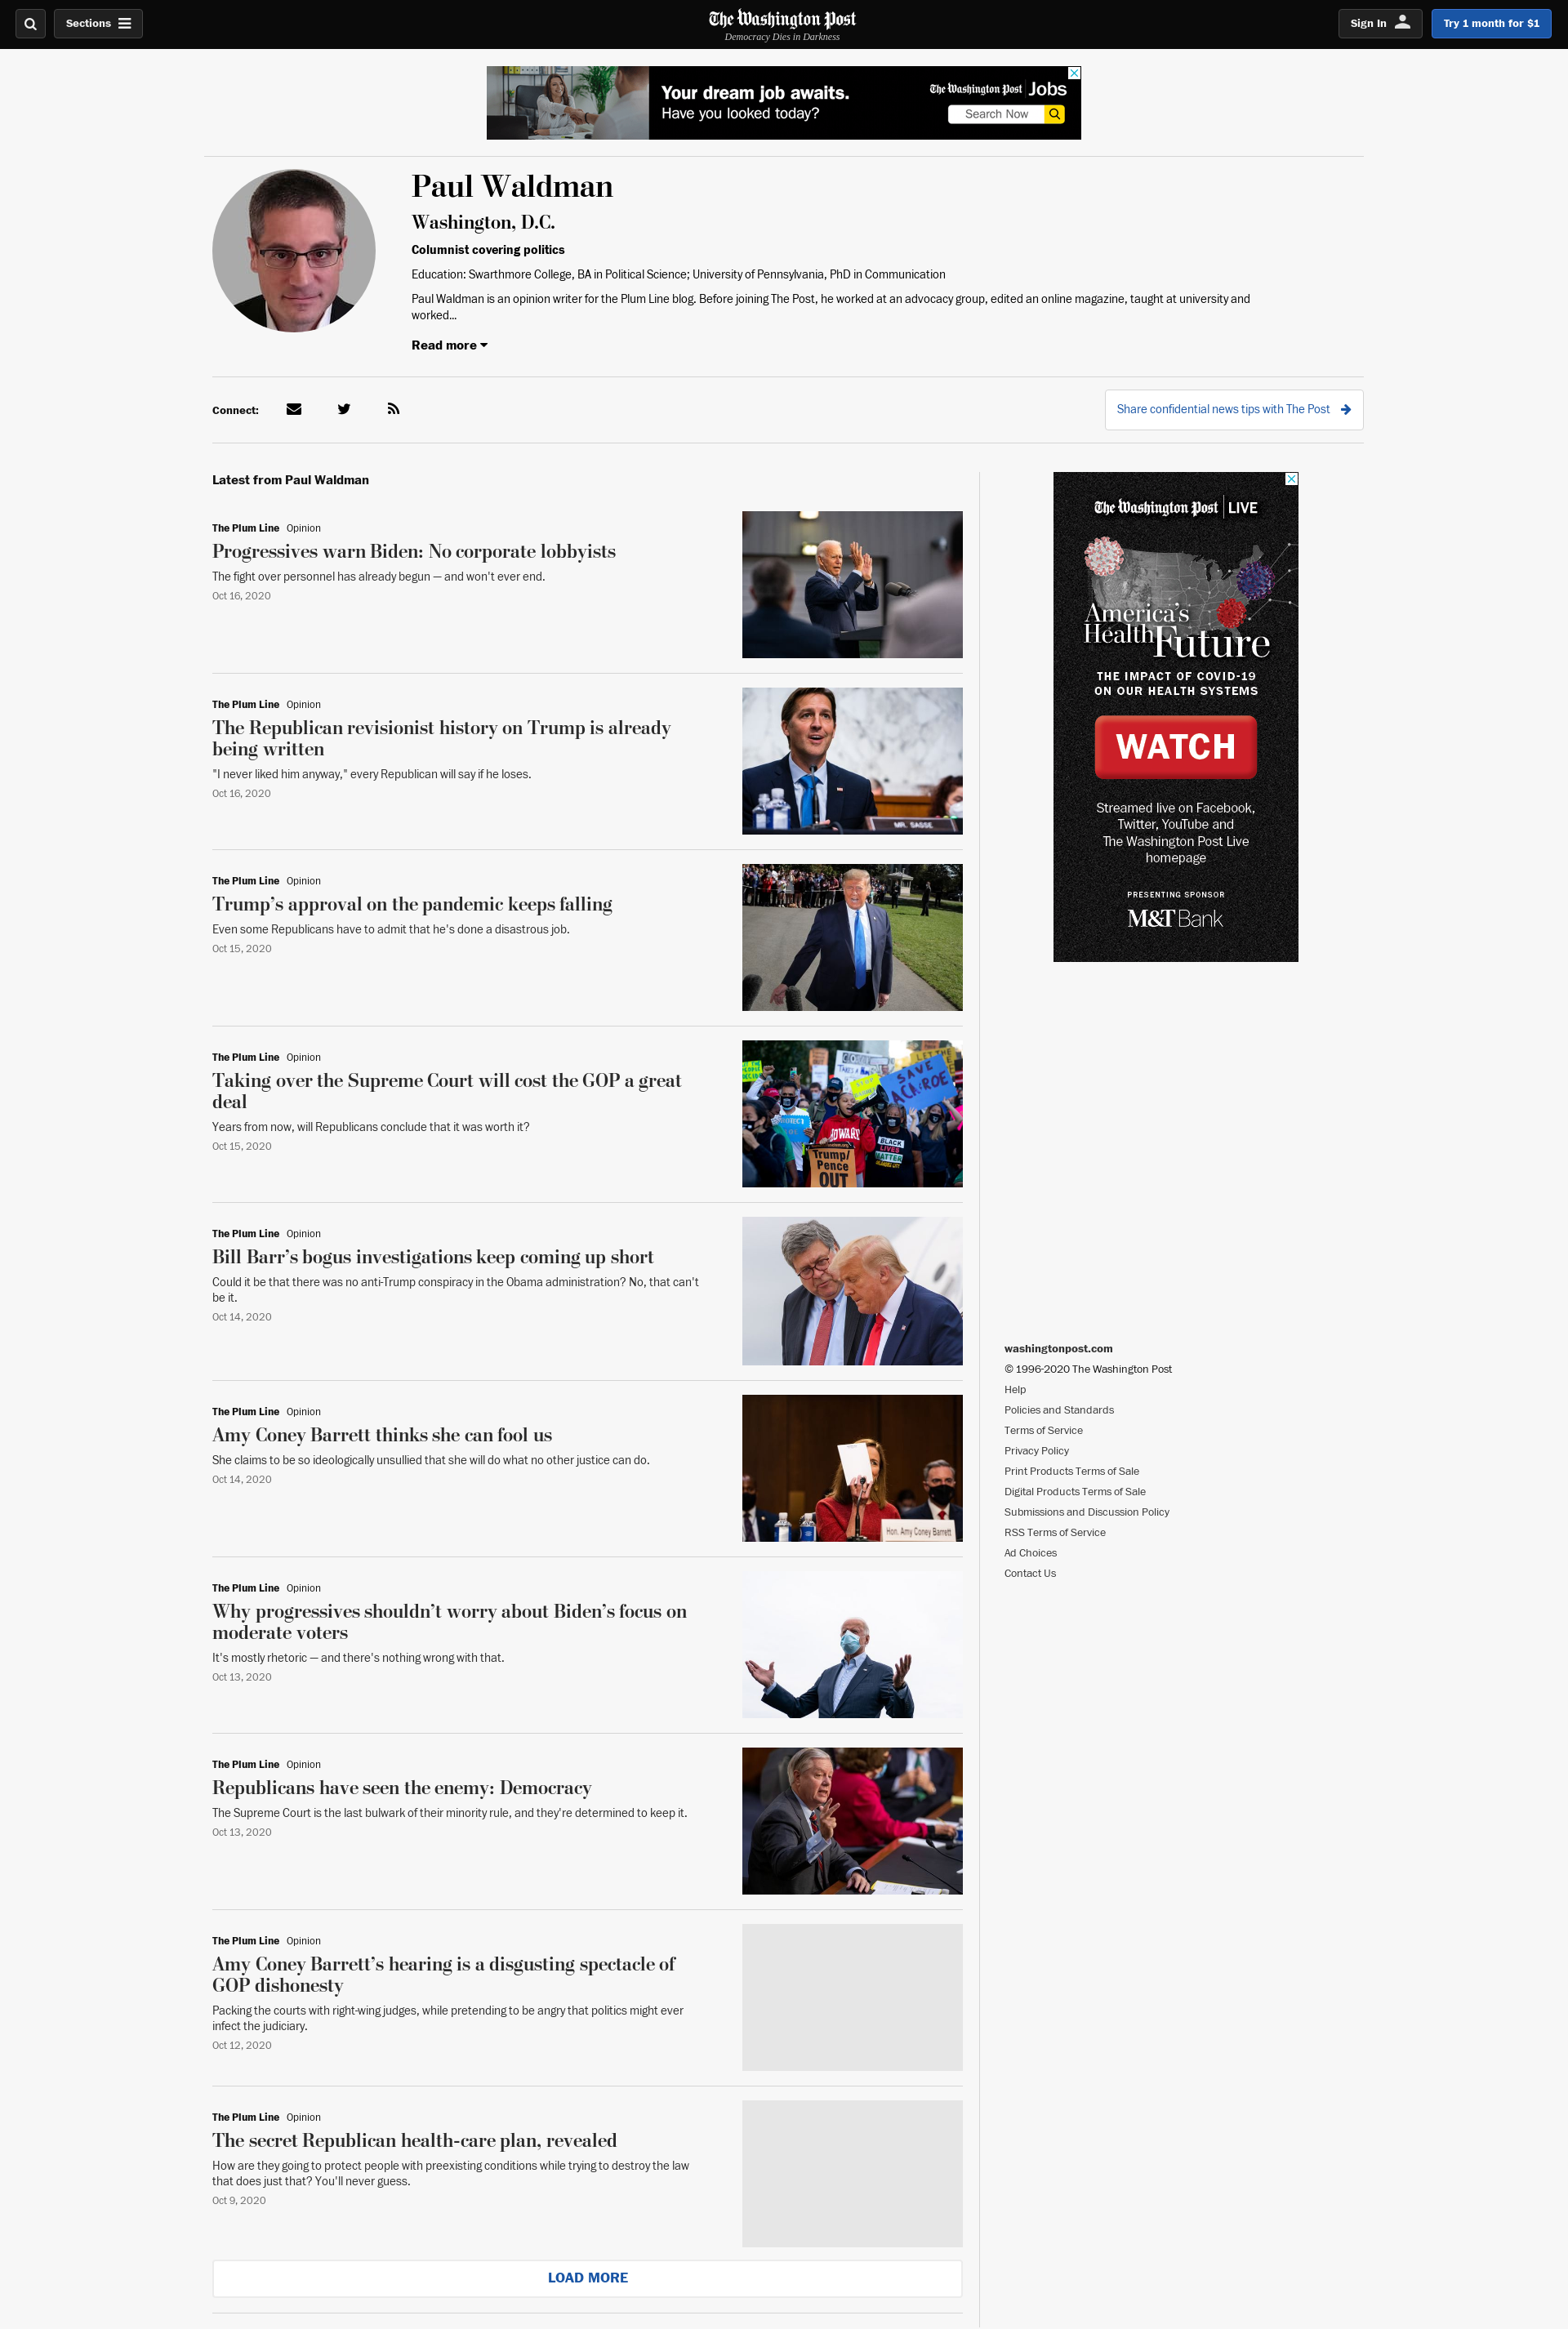 Sections
The Washington Post
Democracy Dies in Darkness
Sign In
Try 1 month for $1
Your dream job awaits.
Have you looked today?
The Washington Post Jobs
Search Now
Paul Waldman
Washington, D.C.
Columnist covering politics
Education: Swarthmore College, BA in Political Science; University of Pennsylvania, PhD in Communication
Paul Waldman is an opinion writer for the Plum Line blog. Before joining The Post, he worked at an advocacy group, edited an online magazine, taught at university and
worked...
Read more
Connect:
Share confidential news tips with The Post
Latest from Paul Waldman
The Plum Line Opinion
Progressives warn Biden: No corporate lobbyists
The fight over personnel has already begun — and won't ever end.
Oct 16, 2020
The Plum Line Opinion
The Republican revisionist history on Trump is already
being written
"I never liked him anyway," every Republican will say if he loses.
Oct 16, 2020
MR. SASSE
The Plum Line Opinion
Trump’s approval on the pandemic keeps falling
Even some Republicans have to admit that he's done a disastrous job.
Oct 15, 2020
The Plum Line Opinion
Taking over the Supreme Court will cost the GOP a great
deal
Years from now, will Republicans conclude that it was worth it?
Oct 15, 2020
SAVE
ROE
HOWARD
BLACK
LIVES
MATTER
Trump/
Pence
OUT
The Plum Line Opinion
Bill Barr’s bogus investigations keep coming up short
Could it be that there was no anti-Trump conspiracy in the Obama administration? No, that can't
be it.
Oct 14, 2020
The Plum Line Opinion
Amy Coney Barrett thinks she can fool us
She claims to be so ideologically unsullied that she will do what no other justice can do.
Oct 14, 2020
Hon. Amy Coney Barrett
The Plum Line Opinion
Why progressives shouldn’t worry about Biden’s focus on
moderate voters
It's mostly rhetoric — and there's nothing wrong with that.
Oct 13, 2020
The Plum Line Opinion
Republicans have seen the enemy: Democracy
The Supreme Court is the last bulwark of their minority rule, and they're determined to keep it.
Oct 13, 2020
The Plum Line Opinion
Amy Coney Barrett’s hearing is a disgusting spectacle of
GOP dishonesty
Packing the courts with right-wing judges, while pretending to be angry that politics might ever
infect the judiciary.
Oct 12, 2020
The Plum Line Opinion
The secret Republican health-care plan, revealed
How are they going to protect people with preexisting conditions while trying to destroy the law
that does just that? You'll never guess.
Oct 9, 2020
LOAD MORE
The Washington Post LIVE
America's
Health
Future
THE IMPACT OF COVID-19
ON OUR HEALTH SYSTEMS
WATCH
Streamed live on Facebook,
Twitter, YouTube and
The Washington Post Live
homepage
PRESENTING SPONSOR
M&T Bank
washingtonpost.com
© 1996-2020 The Washington Post
Help
Policies and Standards
Terms of Service
Privacy Policy
Print Products Terms of Sale
Digital Products Terms of Sale
Submissions and Discussion Policy
RSS Terms of Service
Ad Choices
Contact Us